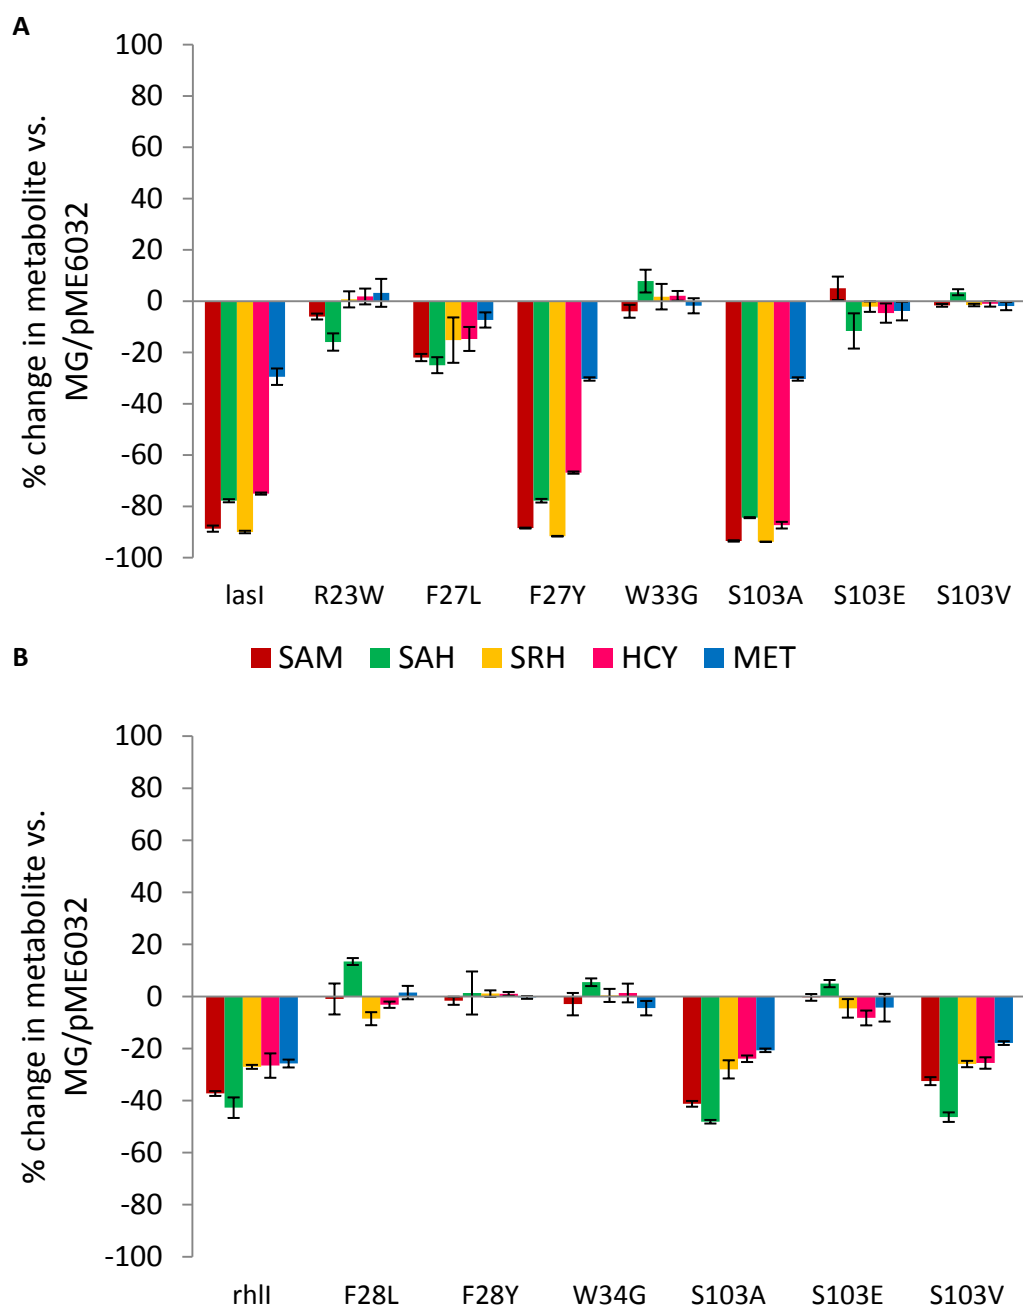 A
% change in metabolite vs.
MG/pME6032
100
80
60
40
20
0
-20
-40
-60
-80
-100
lasI R23W F27L F27Y W33G S103A S103E S103V
SAM SAH SRH HCY MET
B
% change in metabolite vs.
MG/pME6032
100
80
60
40
20
0
-20
-40
-60
-80
-100
rhlI F28L F28Y W34G S103A S103E S103V